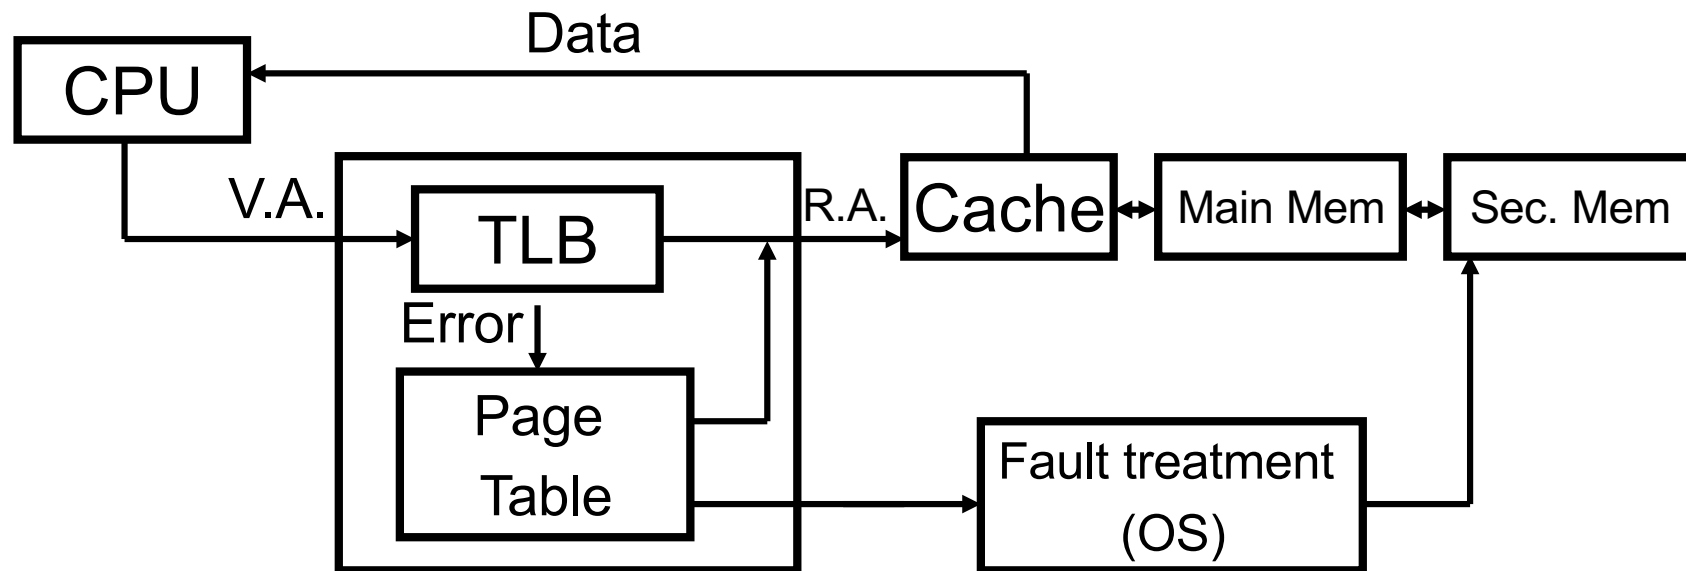 Data
CPU
V.A.
TLB
R.A.
Cache
Main Mem
Sec. Mem
Error
Page
Table
Fault treatment
(OS)